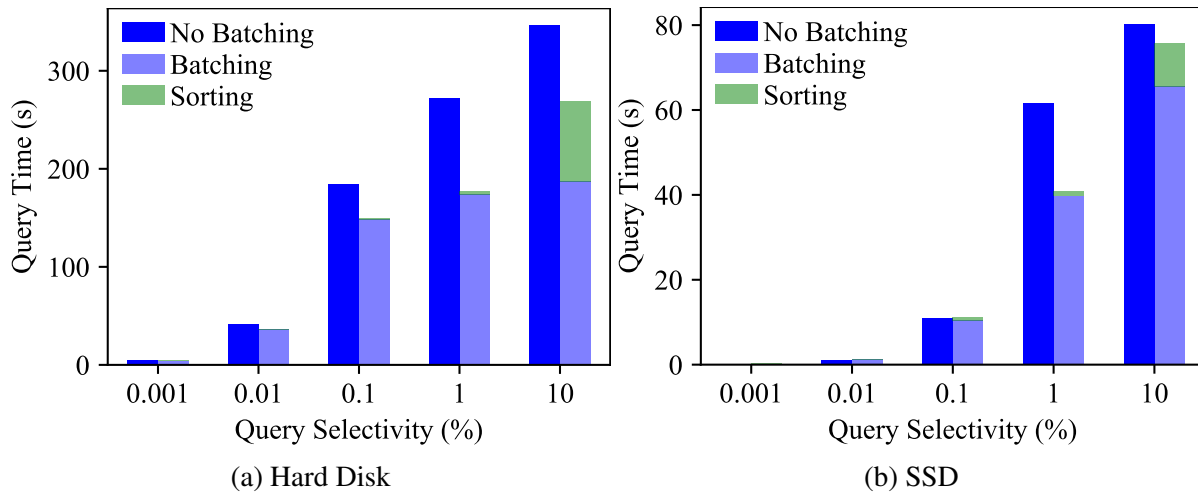 No Batching
Batching
Sorting
Query Time (s)
300
200
100
0
0.001 0.01 0.1 1 10
Query Selectivity (%)
(a) Hard Disk
No Batching
Batching
Sorting
Query Time (s)
80
60
40
20
0
0.001 0.01 0.1 1 10
Query Selectivity (%)
(b) SSD